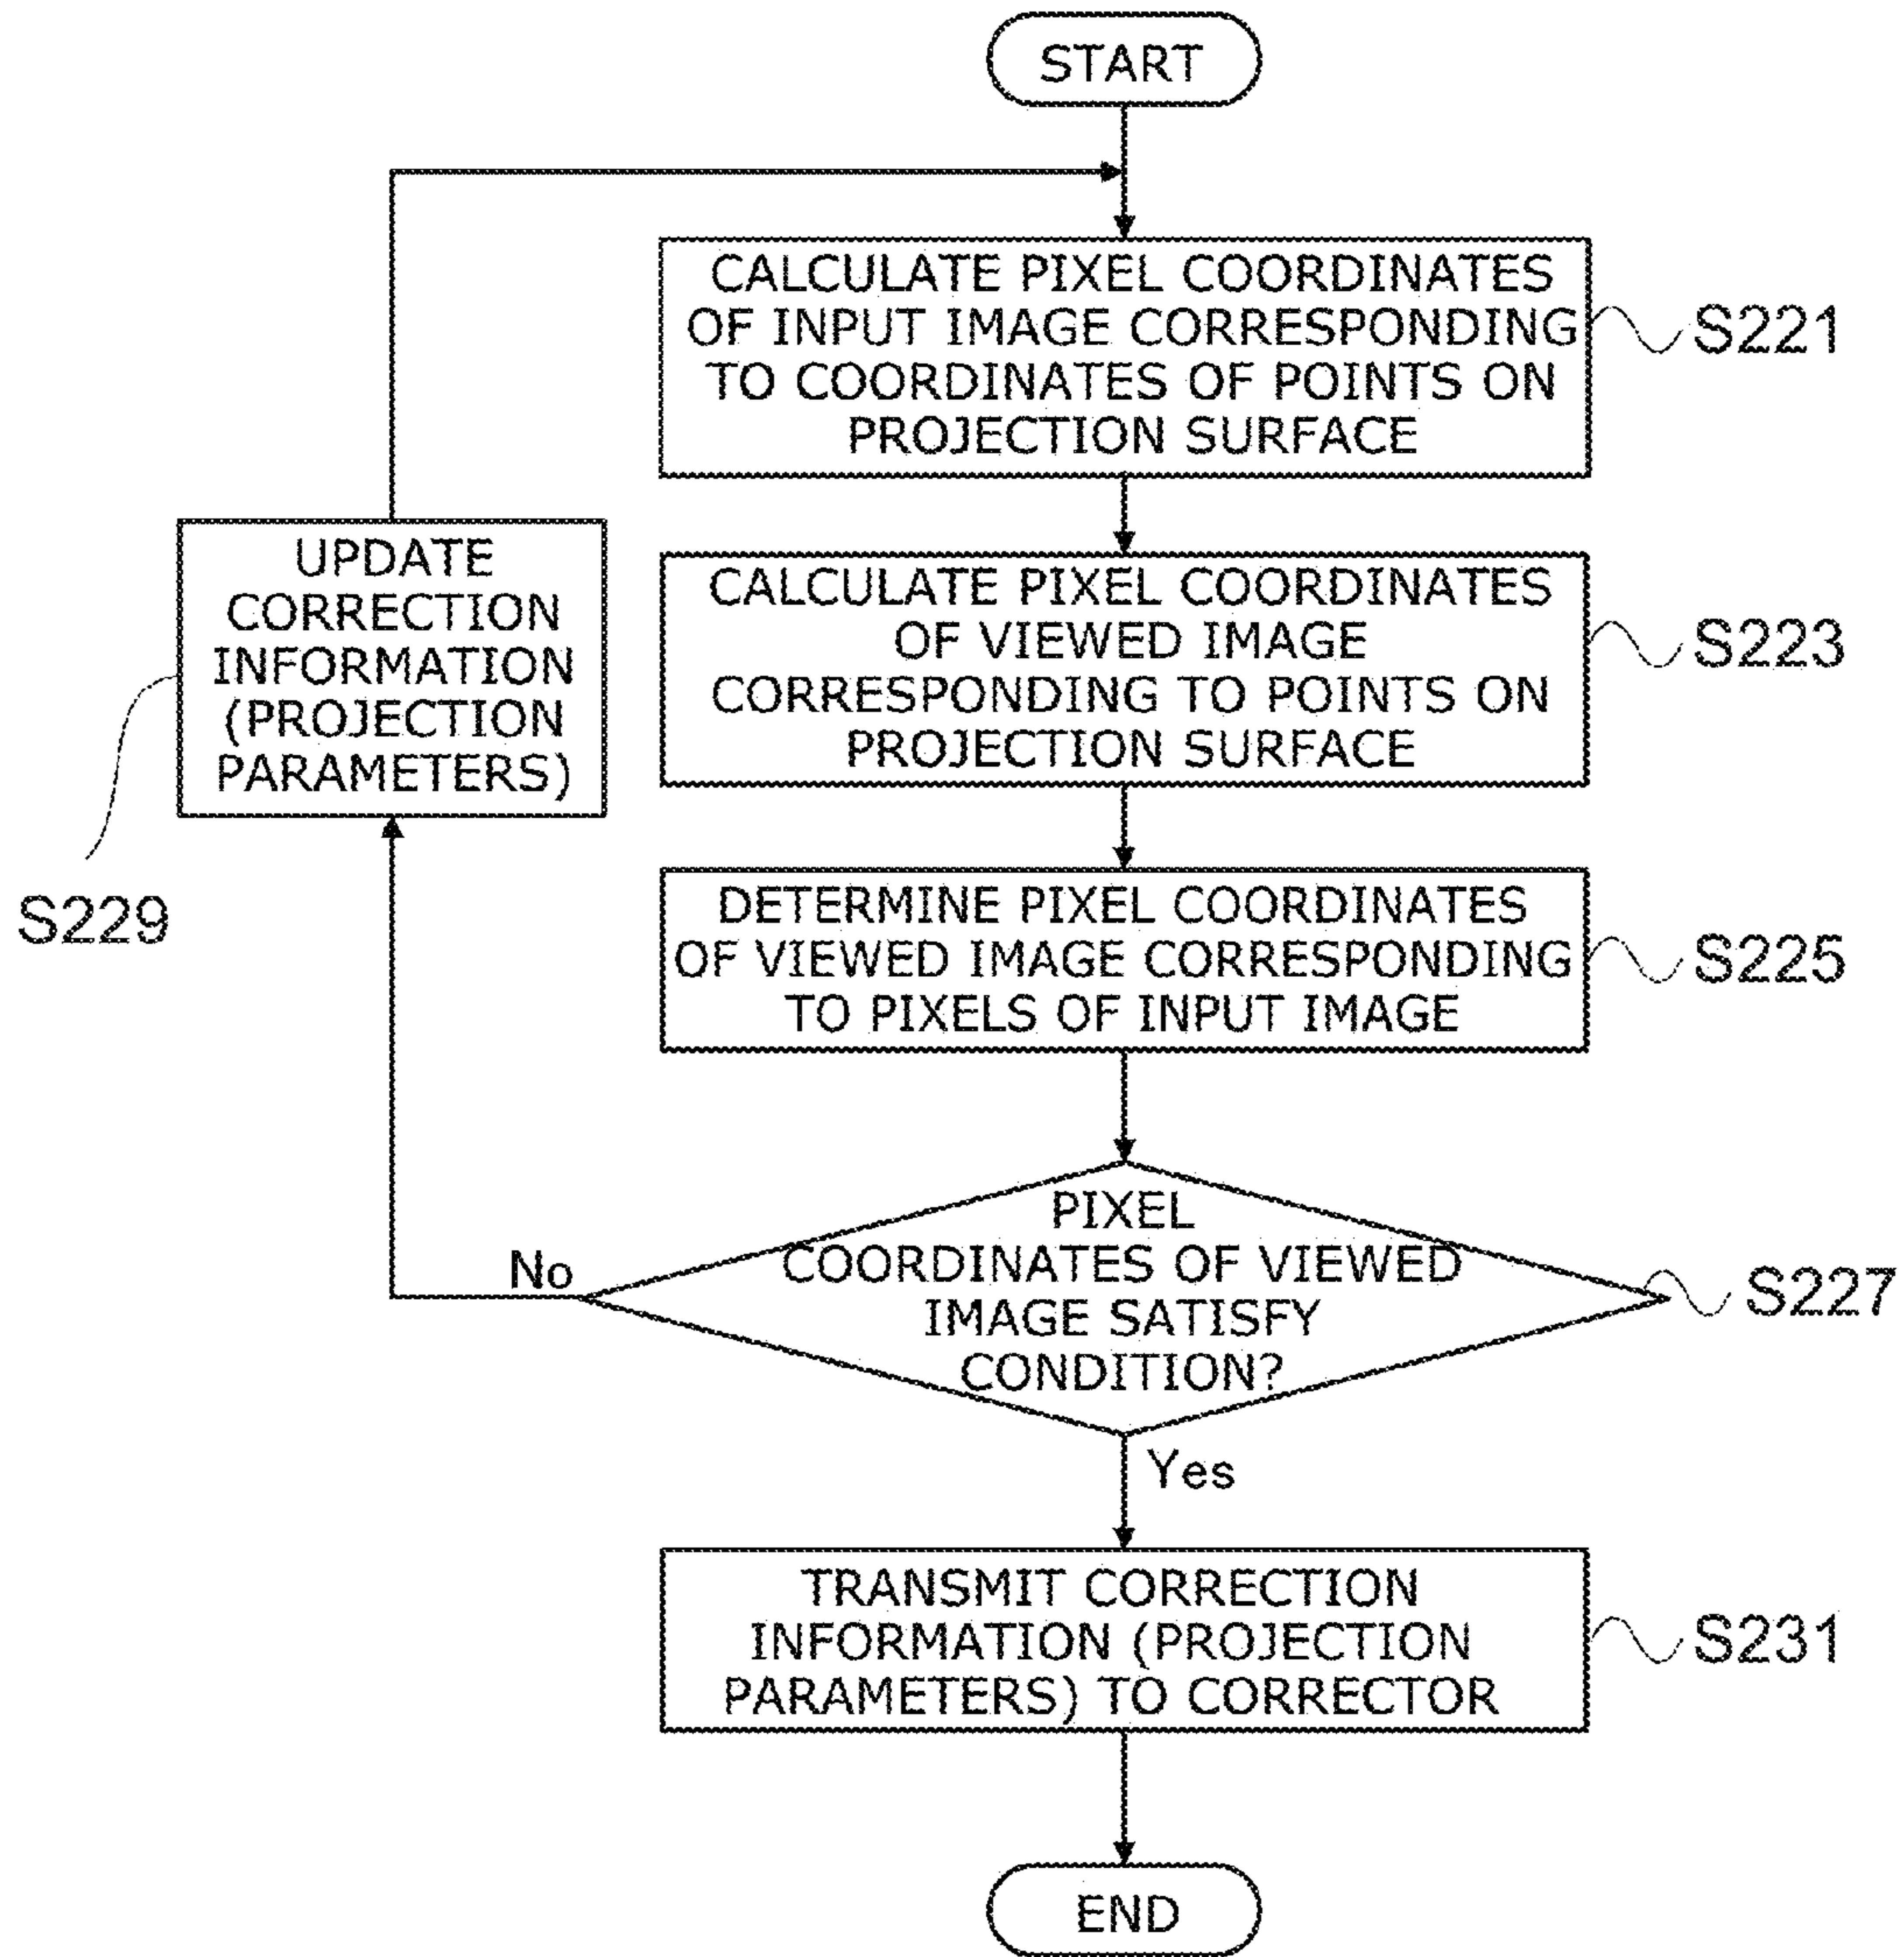 START
CALCULATE PIXEL COORDINATES
OF INPUT IMAGE CORRESPONDING
TO COORDINATES OF POINTS ON
PROJECTION SURFACE
S221
UPDATE
CORRECTION
INFORMATION
(PROJECTION
PARAMETERS)
S229
CALCULATE PIXEL COORDINATES
OF VIEWED IMAGE
CORRESPONDING TO POINTS ON
PROJECTION SURFACE
S223
DETERMINE PIXEL COORDINATES
OF VIEWED IMAGE CORRESPONDING
TO PIXELS OF INPUT IMAGE
S225
PIXEL
COORDINATES OF VIEWED
IMAGE SATISFY
CONDITION?
S227
No
Yes
TRANSMIT CORRECTION
INFORMATION (PROJECTION
PARAMETERS) TO CORRECTOR
S231
END